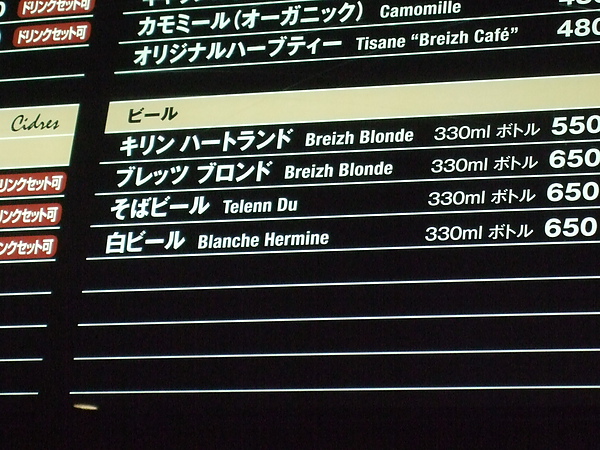 ドリンクセット可
カモミール(オーガニック) Camomille
ドリンクセット可
オリジナルハーブティー Tisane “Breizh Café” 480
Cidres
ビール
キリン ハートランド Breizh Blonde 330ml ボトル 550
ブレッツ ブロンド Breizh Blonde 330ml ボトル 650
リンクセット可
そばビール Telenn Du 330ml ボトル 650
リンクセット可
白ビール Blanche Hermine 330ml ボトル 650
ンクセット可